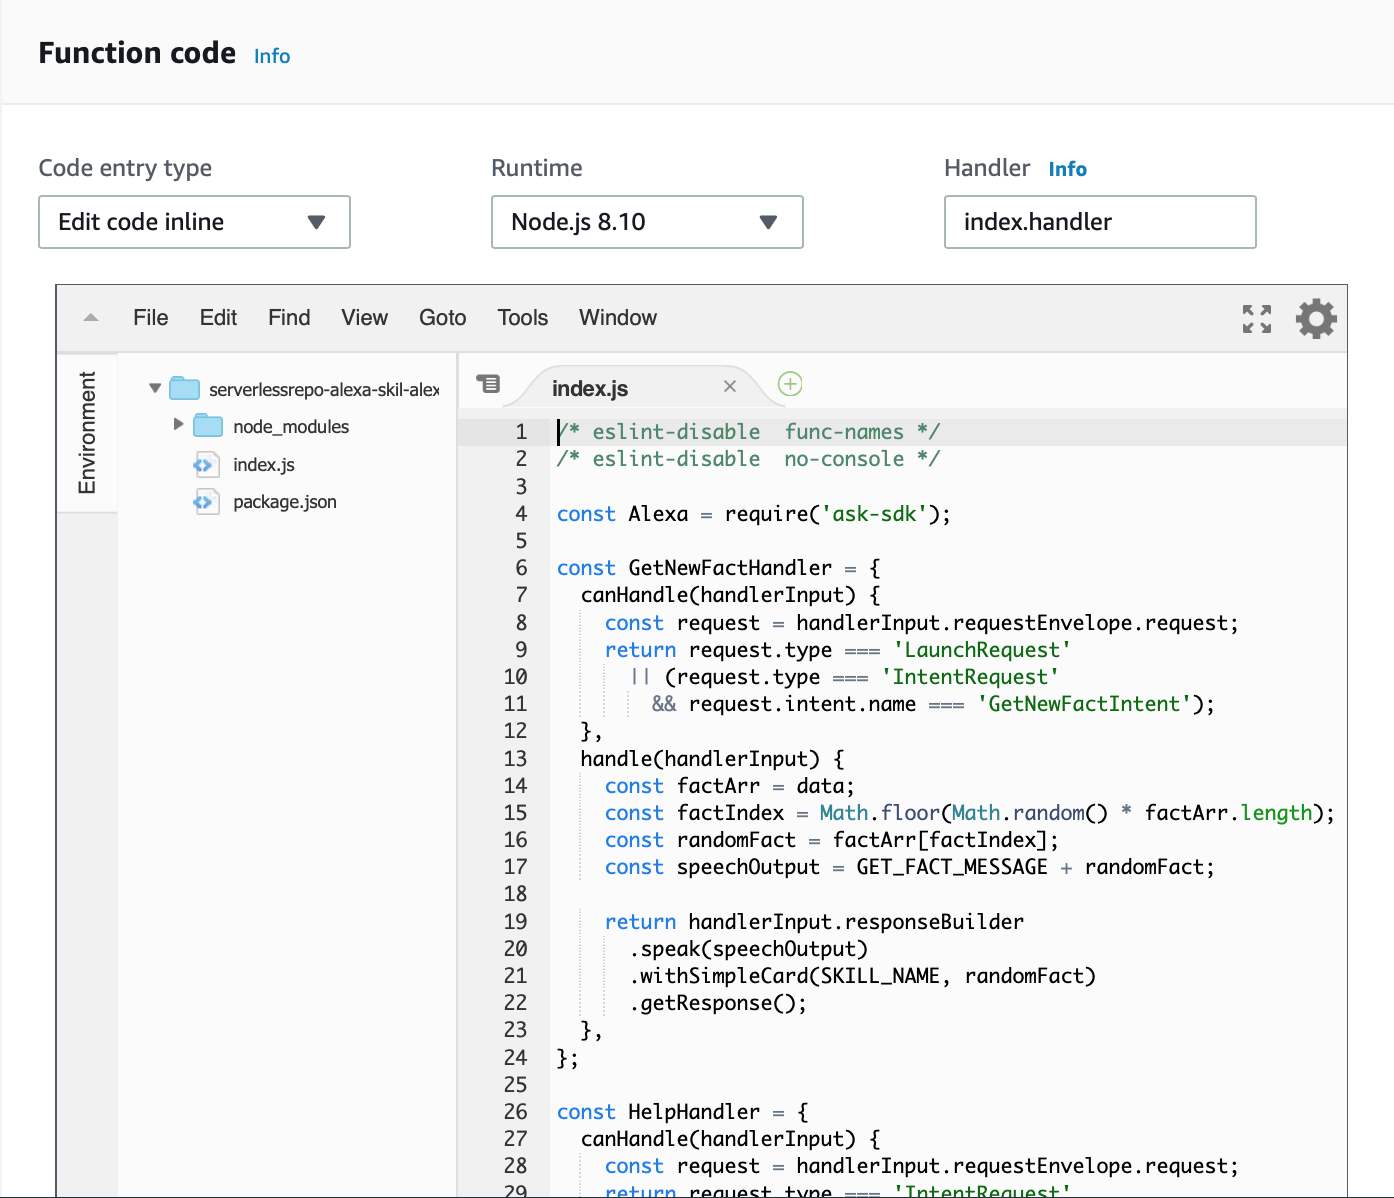 Function code Info
Code entry type Runtime Handler Info
Edit code inline Node.js 8.10 index.handler
File Edit Find View Goto Tools Window
Environment
serverlessrepo-alexa-skil-alex
node_modules
index.js
package.json
index.js
1 /* eslint-disable  func-names */
2 /* eslint-disable  no-console */
3
4 const Alexa = require('ask-sdk');
5
6 const GetNewFactHandler = {
7   canHandle(handlerInput) {
8     const request = handlerInput.requestEnvelope.request;
9     return request.type === 'LaunchRequest'
10       || (request.type === 'IntentRequest'
11         && request.intent.name === 'GetNewFactIntent');
12   },
13   handle(handlerInput) {
14     const factArr = data;
15     const factIndex = Math.floor(Math.random() * factArr.length);
16     const randomFact = factArr[factIndex];
17     const speechOutput = GET_FACT_MESSAGE + randomFact;
18
19     return handlerInput.responseBuilder
20       .speak(speechOutput)
21       .withSimpleCard(SKILL_NAME, randomFact)
22       .getResponse();
23   },
24 };
25
26 const HelpHandler = {
27   canHandle(handlerInput) {
28     const request = handlerInput.requestEnvelope.request;
29     return request.type === 'IntentRequest'